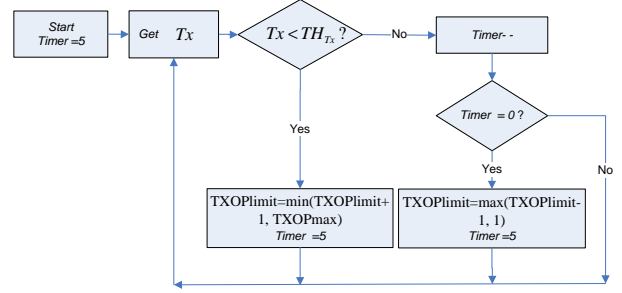 Start
Timer =5
Get Tx
Tx < TH_Tx ?
No
Timer- -
Timer = 0 ?
Yes
Yes
No
TXOPlimit=min(TXOPlimit+
1, TXOPmax)
Timer =5
TXOPlimit=max(TXOPlimit-
1, 1)
Timer =5